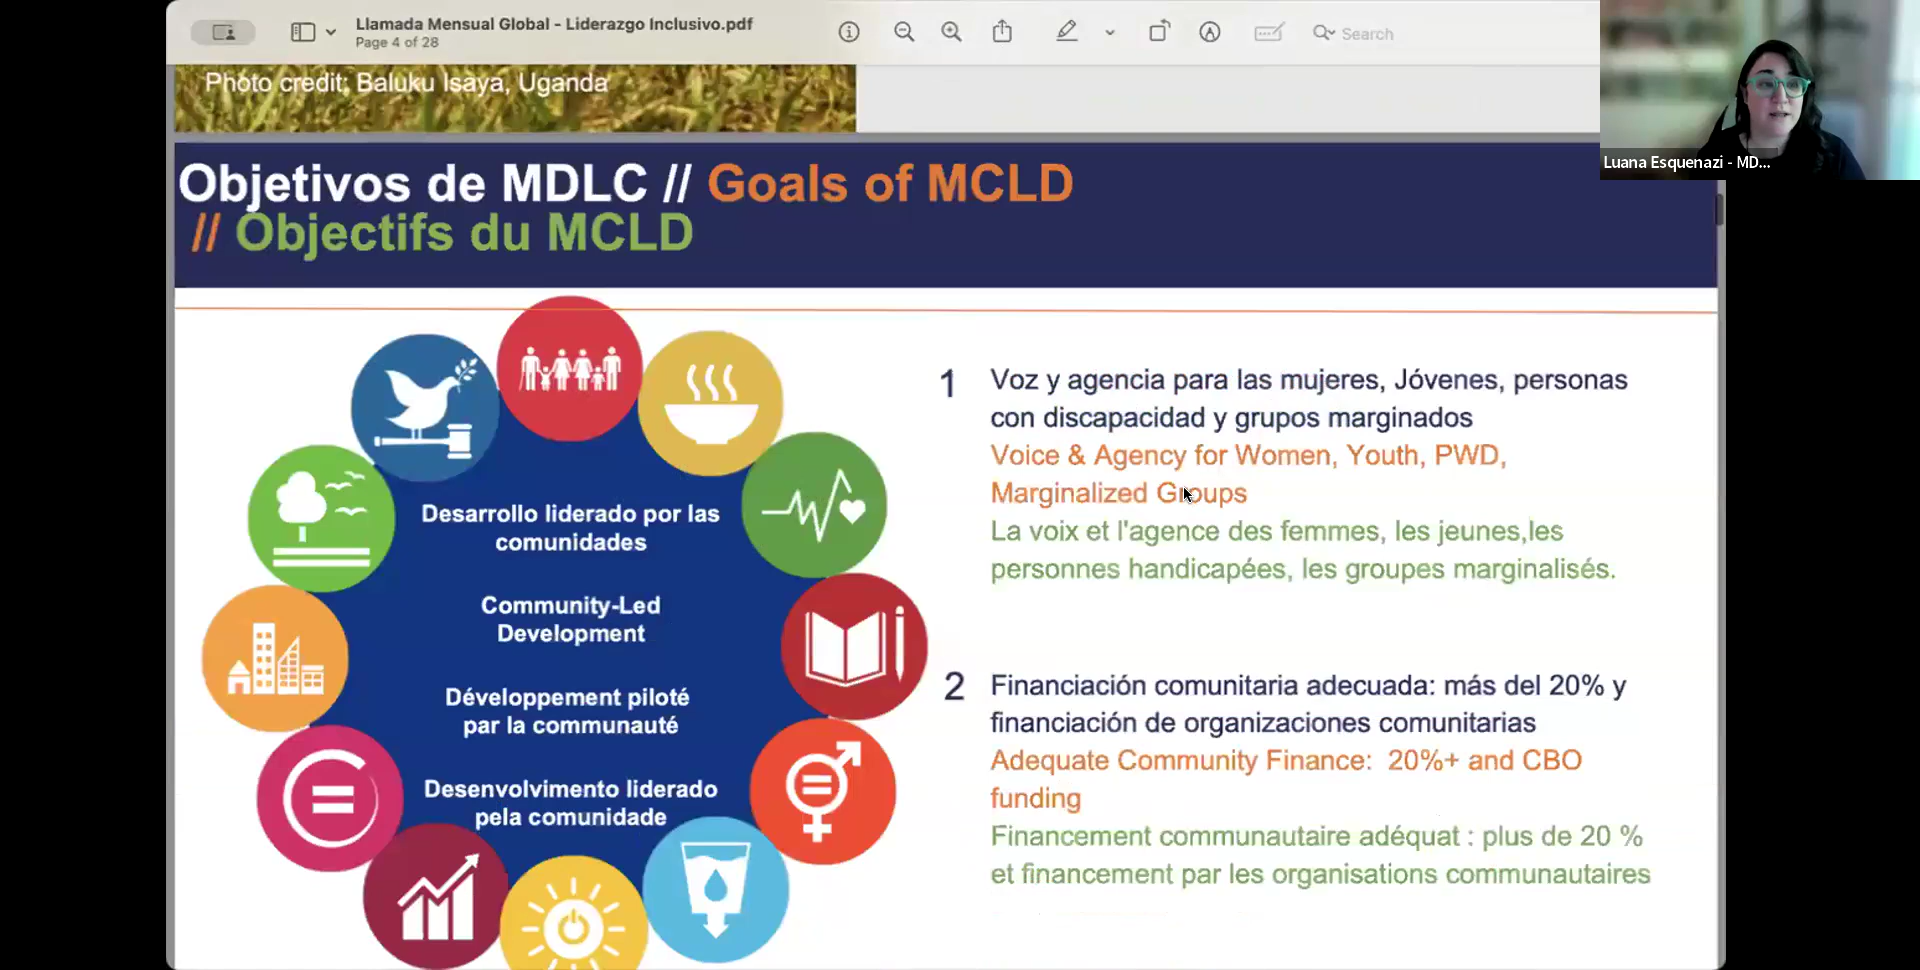 Llamada Mensual Global - Liderazgo Inclusivo.pdf
Page 4 of 28
Search
Photo credit: Baluku Isaya, Uganda
Luana Esquenazi - MD...
Objetivos de MDLC // Goals of MCLD
// Objectifs du MCLD
Desarrollo liderado por las
comunidades
Community-Led
Development
Développement piloté
par la communauté
Desenvolvimento liderado
pela comunidade
1
Voz y agencia para las mujeres, Jóvenes, personas
con discapacidad y grupos marginados
Voice & Agency for Women, Youth, PWD,
Marginalized Groups
La voix et l'agence des femmes, les jeunes,les
personnes handicapées, les groupes marginalisés.
2
Financiación comunitaria adecuada: más del 20% y
financiación de organizaciones comunitarias
Adequate Community Finance: 20%+ and CBO
funding
Financement communautaire adéquat : plus de 20 %
et financement par les organisations communautaires